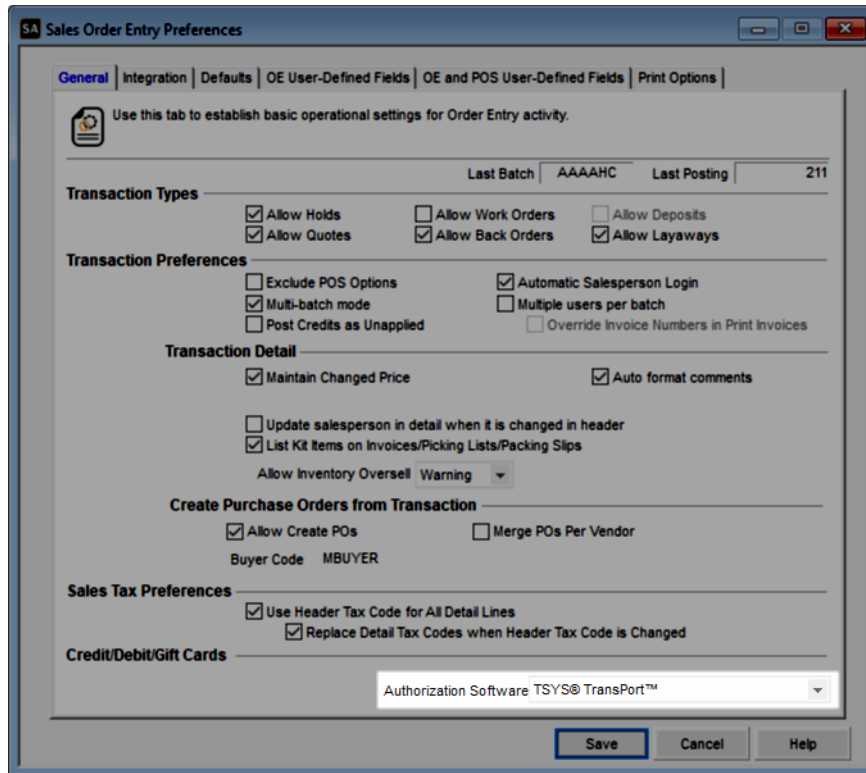 SA Sales Order Entry Preferences
General Integration Defaults OE User-Defined Fields OE and POS User-Defined Fields Print Options
Use this tab to establish basic operational settings for Order Entry activity.
Last Batch AAAAHC Last Posting 211
Transaction Types
Allow Holds Allow Work Orders Allow Deposits
Allow Quotes Allow Back Orders Allow Layaways
Transaction Preferences
Exclude POS Options Automatic Salesperson Login
Multi-batch mode Multiple users per batch
Post Credits as Unapplied Override Invoice Numbers in Print Invoices
Transaction Detail
Maintain Changed Price Auto format comments
Update salesperson in detail when it is changed in header
List Kit Items on Invoices/Picking Lists/Packing Slips
Allow Inventory Oversell Warning
Create Purchase Orders from Transaction
Allow Create POs Merge POs Per Vendor
Buyer Code MBUYER
Sales Tax Preferences
Use Header Tax Code for All Detail Lines
Replace Detail Tax Codes when Header Tax Code is Changed
Credit/Debit/Gift Cards
Authorization Software TSYS® TransPort™
Save Cancel Help